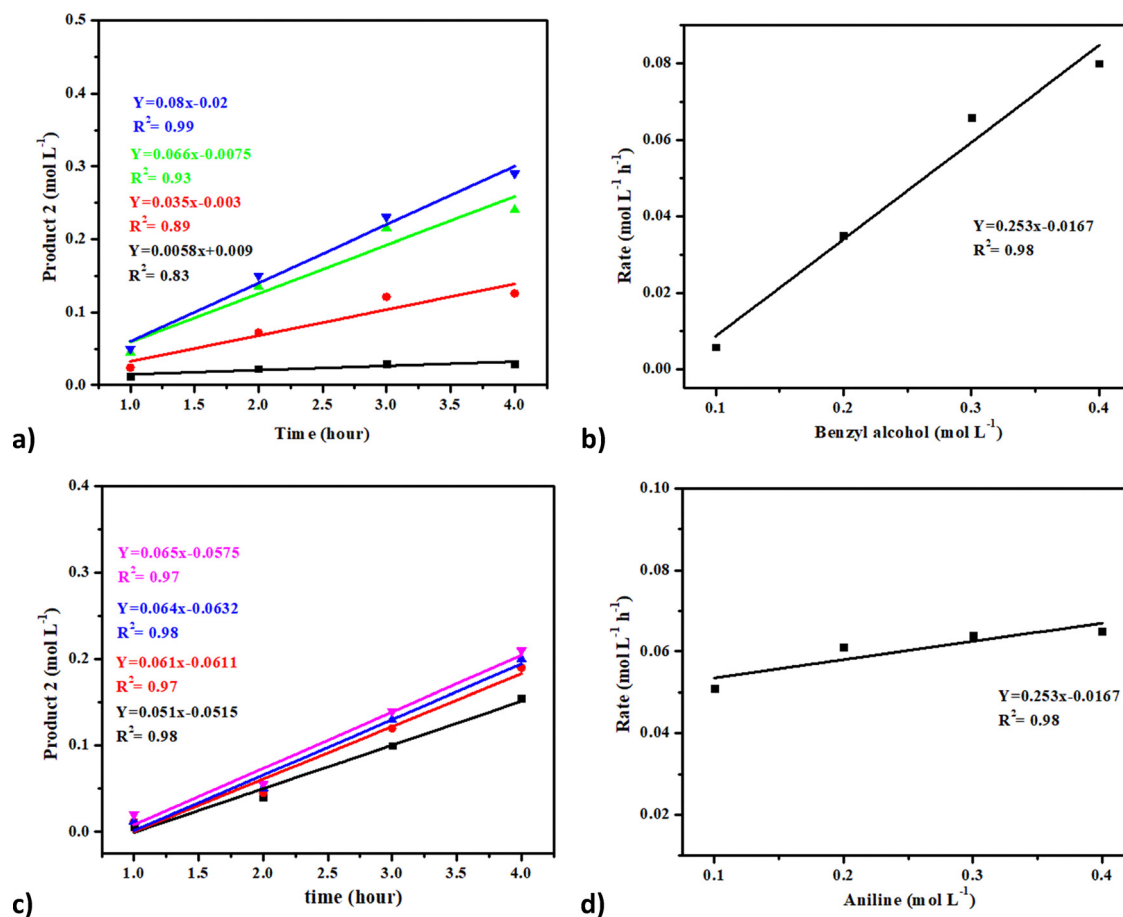 0.5
0.4
0.3
0.2
0.1
0.0
Product 2 (mol L⁻¹)
Y=0.08x-0.02
R²= 0.99
Y=0.066x-0.0075
R²= 0.93
Y=0.035x-0.003
R²= 0.89
Y=0.0058x+0.009
R²= 0.83
1.0 1.5 2.0 2.5 3.0 3.5 4.0
Time (hour)
a)
0.08
0.06
0.04
0.02
0.00
Rate (mol L⁻¹ h⁻¹)
Y=0.253x-0.0167
R²= 0.98
0.1 0.2 0.3 0.4
Benzyl alcohol (mol L⁻¹)
b)
0.4
0.3
0.2
0.1
0.0
Product 2 (mol L⁻¹)
Y=0.065x-0.0575
R²= 0.97
Y=0.064x-0.0632
R²= 0.98
Y=0.061x-0.0611
R²= 0.97
Y=0.051x-0.0515
R²= 0.98
1.0 1.5 2.0 2.5 3.0 3.5 4.0
time (hour)
c)
0.10
0.08
0.06
0.04
0.02
Rate (mol L⁻¹ h⁻¹)
Y=0.253x-0.0167
R²= 0.98
0.1 0.2 0.3 0.4
Aniline (mol L⁻¹)
d)